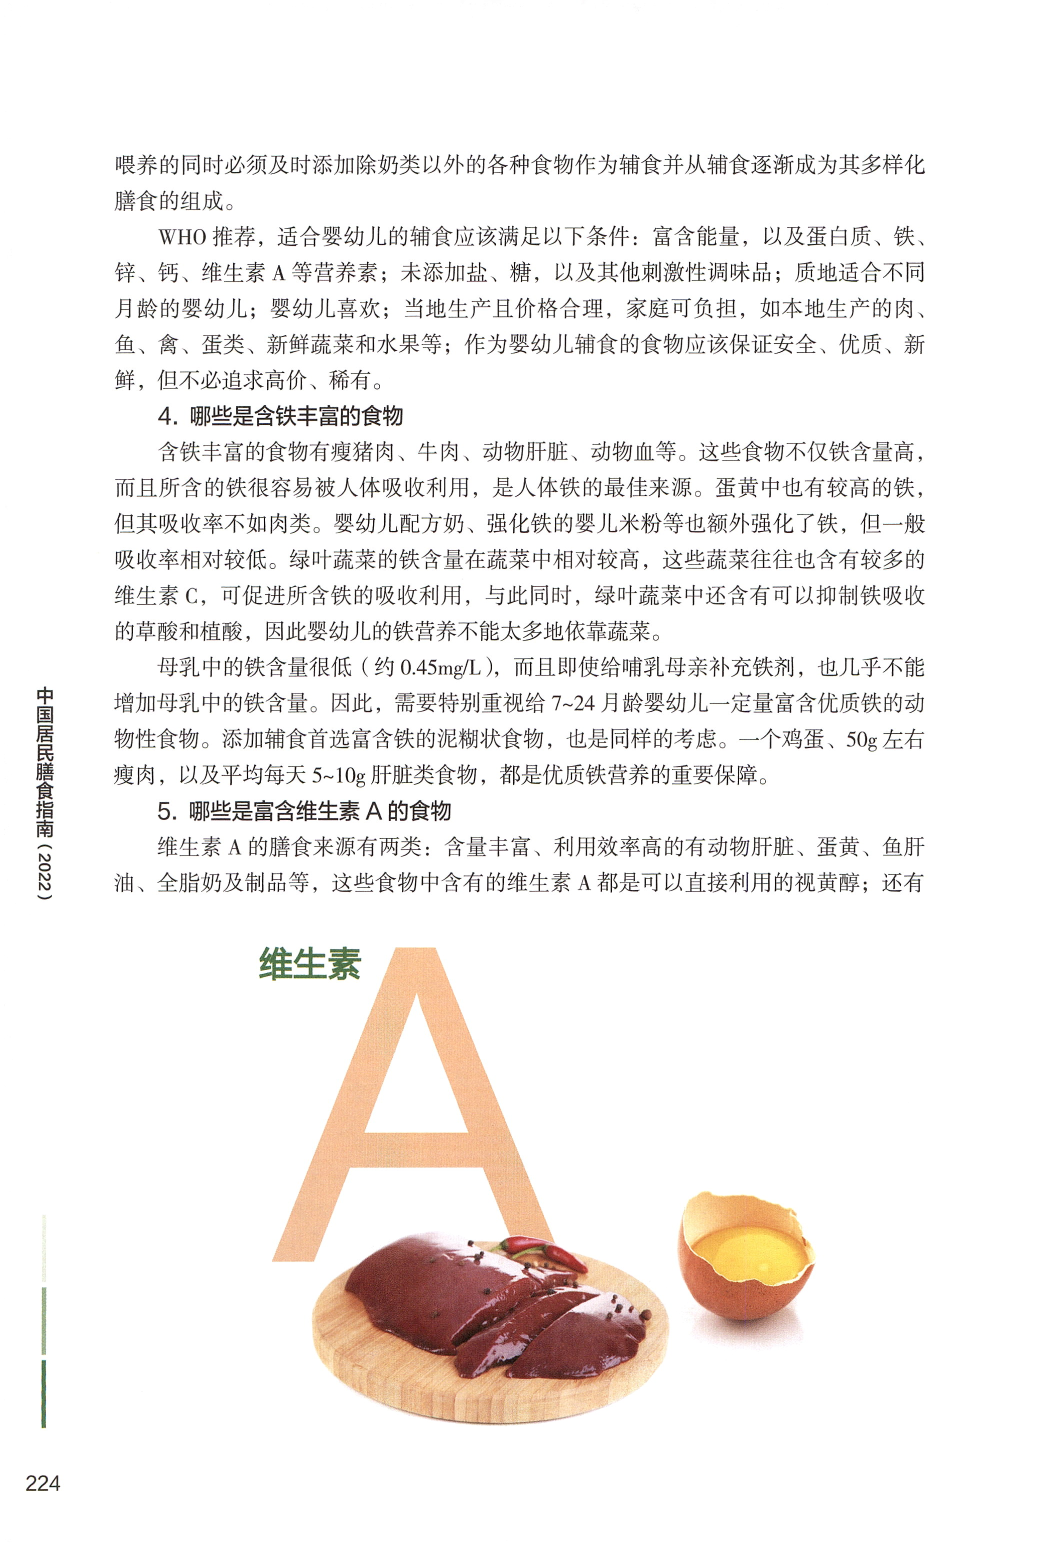 喂养的同时必须及时添加除奶类以外的各种食物作为辅食并从辅食逐渐成为其多样化
膳食的组成。
WHO 推荐，适合婴幼儿的辅食应该满足以下条件：富含能量，以及蛋白质、铁、
锌、钙、维生素 A 等营养素；未添加盐、糖，以及其他刺激性调味品；质地适合不同
月龄的婴幼儿；婴幼儿喜欢；当地生产且价格合理，家庭可负担，如本地生产的肉、
鱼、禽、蛋类、新鲜蔬菜和水果等；作为婴幼儿辅食的食物应该保证安全、优质、新
鲜，但不必追求高价、稀有。
4. 哪些是含铁丰富的食物
含铁丰富的食物有瘦猪肉、牛肉、动物肝脏、动物血等。这些食物不仅铁含量高，
而且所含的铁很容易被人体吸收利用，是人体铁的最佳来源。蛋黄中也有较高的铁，
但其吸收率不如肉类。婴幼儿配方奶、强化铁的婴儿米粉等也额外强化了铁，但一般
吸收率相对较低。绿叶蔬菜的铁含量在蔬菜中相对较高，这些蔬菜往往也含有较多的
维生素 C，可促进所含铁的吸收利用，与此同时，绿叶蔬菜中还含有可以抑制铁吸收
的草酸和植酸，因此婴幼儿的铁营养不能太多地依靠蔬菜。
母乳中的铁含量很低（约 0.45mg/L），而且即使给哺乳母亲补充铁剂，也几乎不能
增加母乳中的铁含量。因此，需要特别重视给 7~24 月龄婴幼儿一定量富含优质铁的动
物性食物。添加辅食首选富含铁的泥糊状食物，也是同样的考虑。一个鸡蛋、50g 左右
瘦肉，以及平均每天 5~10g 肝脏类食物，都是优质铁营养的重要保障。
5. 哪些是富含维生素 A 的食物
维生素 A 的膳食来源有两类：含量丰富、利用效率高的有动物肝脏、蛋黄、鱼肝
油、全脂奶及制品等，这些食物中含有的维生素 A 都是可以直接利用的视黄醇；还有
维生素
A
中国居民膳食指南（2022）
224